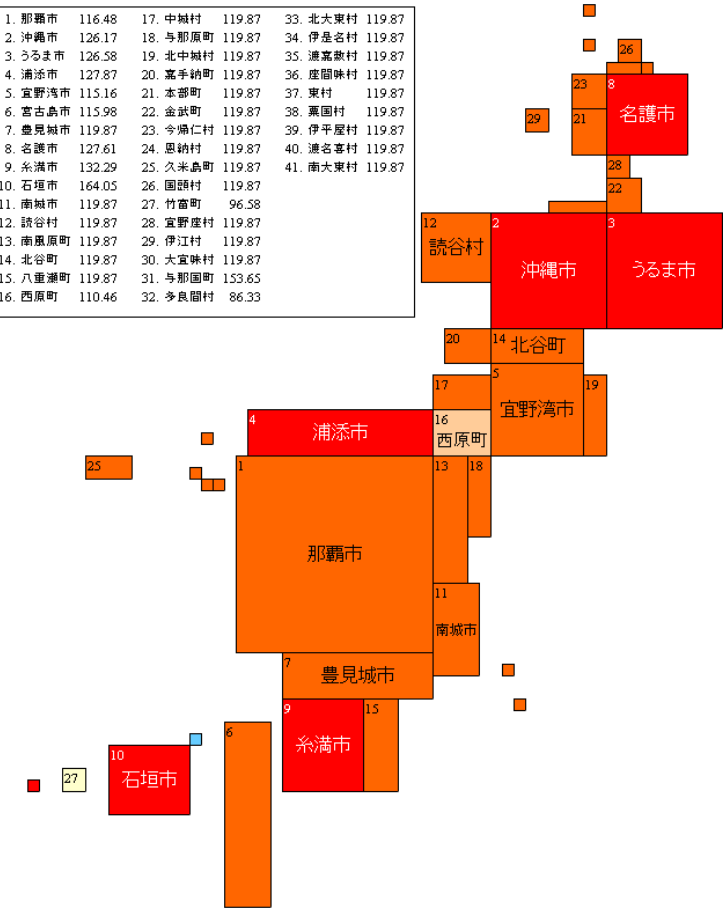 1. 那覇市 116.48 17. 中城村 119.87 33. 北大東村 119.87
2. 沖縄市 126.17 18. 与那原町 119.87 34. 伊是名村 119.87
3. うるま市 126.58 19. 北中城村 119.87 35. 渡嘉敷村 119.87
4. 浦添市 127.87 20. 嘉手納町 119.87 36. 座間味村 119.87
5. 宜野湾市 115.16 21. 本部町 119.87 37. 東村 119.87
6. 宮古島市 115.98 22. 金武町 119.87 38. 粟国村 119.87
7. 豊見城市 119.87 23. 今帰仁村 119.87 39. 伊平屋村 119.87
8. 名護市 127.61 24. 恩納村 119.87 40. 渡名喜村 119.87
9. 糸満市 132.29 25. 久米島町 119.87 41. 南大東村 119.87
10. 石垣市 164.05 26. 国頭村 119.87
11. 南城市 119.87 27. 竹富町 96.58
12. 読谷村 119.87 28. 宜野座村 119.87
13. 南風原町 119.87 29. 伊江村 119.87
14. 北谷町 119.87 30. 大宜味村 119.87
15. 八重瀬町 119.87 31. 与那国町 153.65
16. 西原町 110.46 32. 多良間村 86.33
26
23
8
名護市
29
21
28
22
12
読谷村
2
沖縄市
3
うるま市
20
14
北谷町
17
5
宜野湾市
19
4
浦添市
16
西原町
25
1
那覇市
13
18
11
南城市
7
豊見城市
9
糸満市
15
6
10
石垣市
27